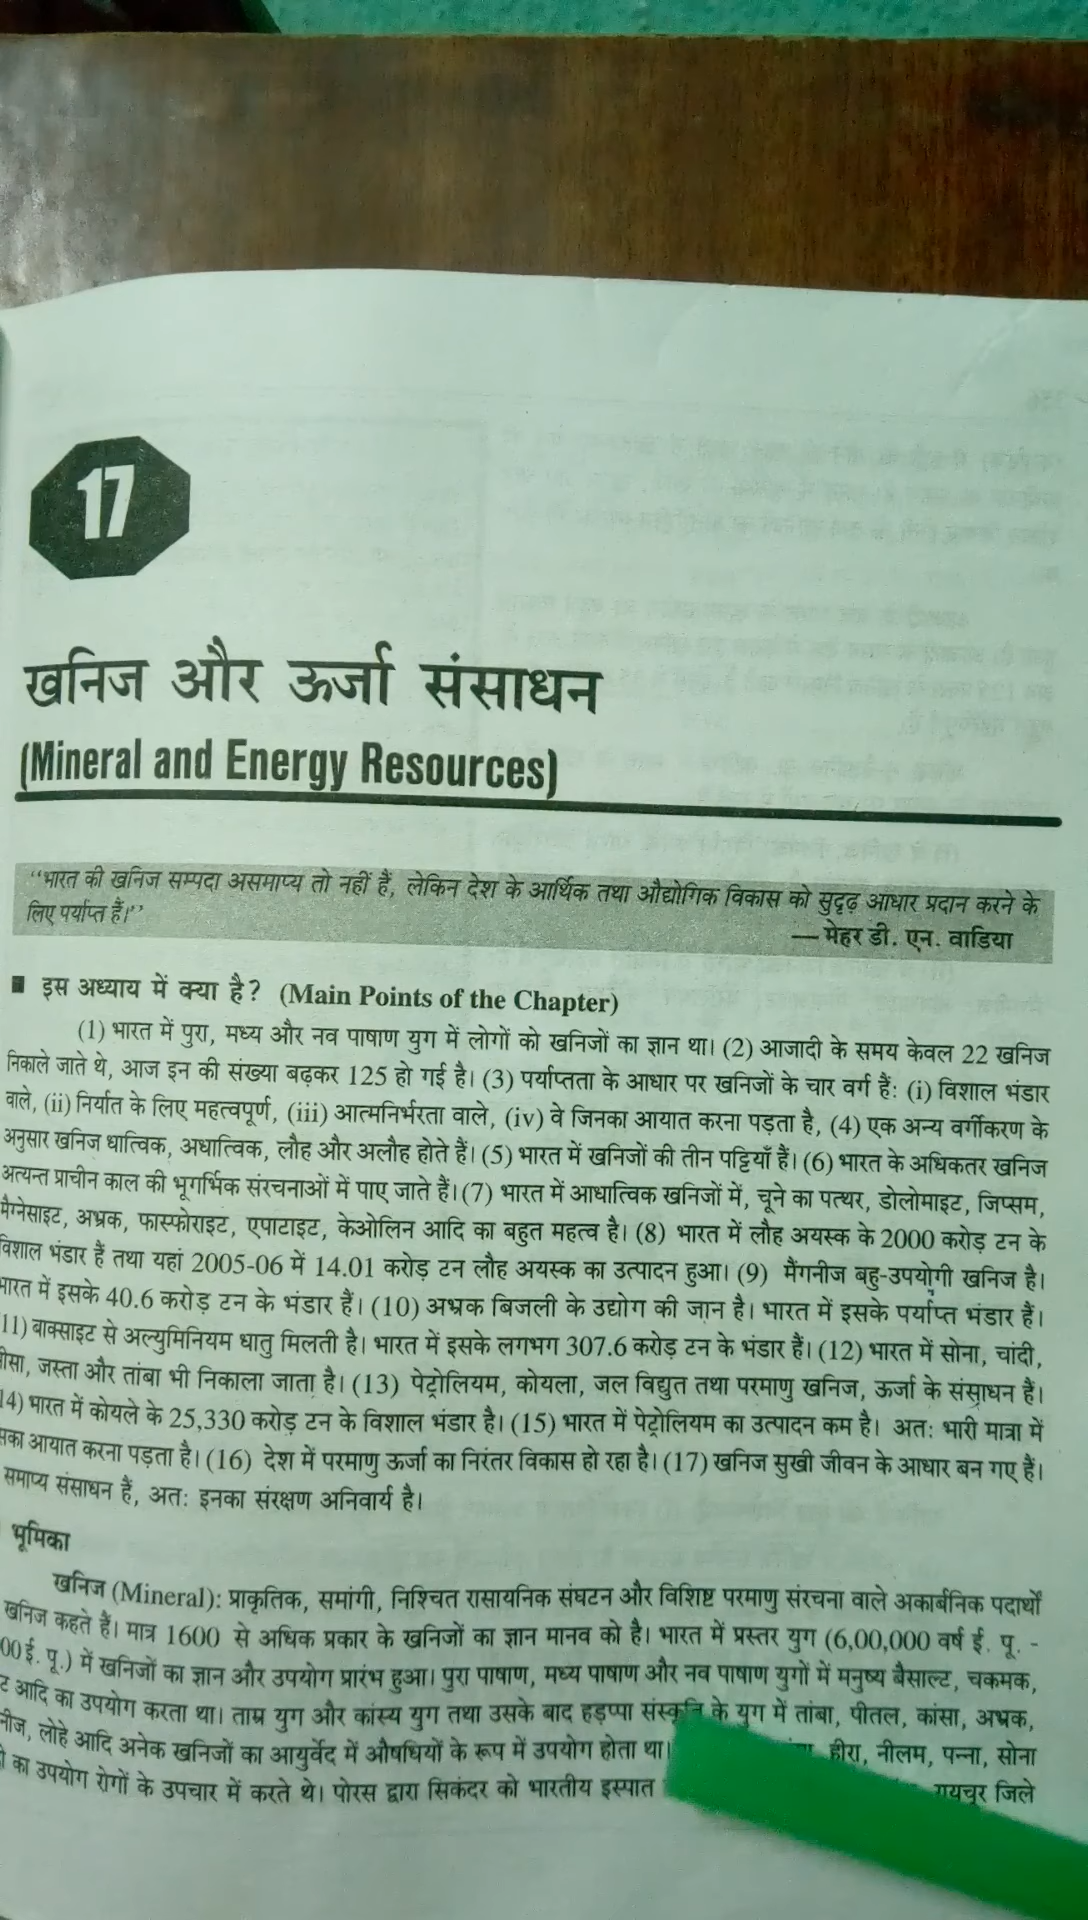 17
खनिज और ऊर्जा संसाधन
(Mineral and Energy Resources)
‘‘भारत की खनिज सम्पदा असमाप्य तो नहीं हैं, लेकिन देश के आर्थिक तथा औद्योगिक विकास को सुदृढ़ आधार प्रदान करने के
लिए पर्याप्त हैं।’’
— मेहर डी. एन. वाडिया
■ इस अध्याय में क्या है? (Main Points of the Chapter)
(1) भारत में पुरा, मध्य और नव पाषाण युग में लोगों को खनिजों का ज्ञान था। (2) आजादी के समय केवल 22 खनिज
निकाले जाते थे, आज इन की संख्या बढ़कर 125 हो गई है। (3) पर्याप्तता के आधार पर खनिजों के चार वर्ग हैं: (i) विशाल भंडार
वाले, (ii) निर्यात के लिए महत्वपूर्ण, (iii) आत्मनिर्भरता वाले, (iv) वे जिनका आयात करना पड़ता है, (4) एक अन्य वर्गीकरण के
अनुसार खनिज धात्विक, अधात्विक, लौह और अलौह होते हैं। (5) भारत में खनिजों की तीन पट्टियाँ हैं। (6) भारत के अधिकतर खनिज
अत्यन्त प्राचीन काल की भूगर्भिक संरचनाओं में पाए जाते हैं। (7) भारत में आधात्विक खनिजों में, चूने का पत्थर, डोलोमाइट, जिप्सम,
मैग्नेसाइट, अभ्रक, फास्फोराइट, एपाटाइट, केओलिन आदि का बहुत महत्व है। (8) भारत में लौह अयस्क के 2000 करोड़ टन के
विशाल भंडार हैं तथा यहां 2005-06 में 14.01 करोड़ टन लौह अयस्क का उत्पादन हुआ। (9) मैंगनीज बहु-उपयोगी खनिज है।
भारत में इसके 40.6 करोड़ टन के भंडार हैं। (10) अभ्रक बिजली के उद्योग की जान है। भारत में इसके पर्याप्त भंडार हैं।
11) बाक्साइट से अल्युमिनियम धातु मिलती है। भारत में इसके लगभग 307.6 करोड़ टन के भंडार हैं। (12) भारत में सोना, चांदी,
सीसा, जस्ता और तांबा भी निकाला जाता है। (13) पेट्रोलियम, कोयला, जल विद्युत तथा परमाणु खनिज, ऊर्जा के संसाधन हैं।
14) भारत में कोयले के 25,330 करोड़ टन के विशाल भंडार है। (15) भारत में पेट्रोलियम का उत्पादन कम है। अत: भारी मात्रा में
सका आयात करना पड़ता है। (16) देश में परमाणु ऊर्जा का निरंतर विकास हो रहा है। (17) खनिज सुखी जीवन के आधार बन गए हैं।
समाप्य संसाधन हैं, अत: इनका संरक्षण अनिवार्य है।
भूमिका
खनिज (Mineral): प्राकृतिक, समांगी, निश्चित रासायनिक संघटन और विशिष्ट परमाणु संरचना वाले अकार्बनिक पदार्थों
खनिज कहते हैं। मात्र 1600 से अधिक प्रकार के खनिजों का ज्ञान मानव को है। भारत में प्रस्तर युग (6,00,000 वर्ष ई. पू. -
00 ई. पू.) में खनिजों का ज्ञान और उपयोग प्रारंभ हुआ। पुरा पाषाण, मध्य पाषाण और नव पाषाण युगों में मनुष्य बैसाल्ट, चकमक,
आदि का उपयोग करता था। ताम्र युग और कांस्य युग तथा उसके बाद हड़प्पा संस्कृति के युग में तांबा, पीतल, कांसा, अभ्रक,
लोहे आदि अनेक खनिजों का आयुर्वेद में औषधियों के रूप में उपयोग होता था। हीरा, नीलम, पन्ना, सोना
का उपयोग रोगों के उपचार में करते थे। पोरस द्वारा सिकंदर को भारतीय इस्पात रायचूर जिले